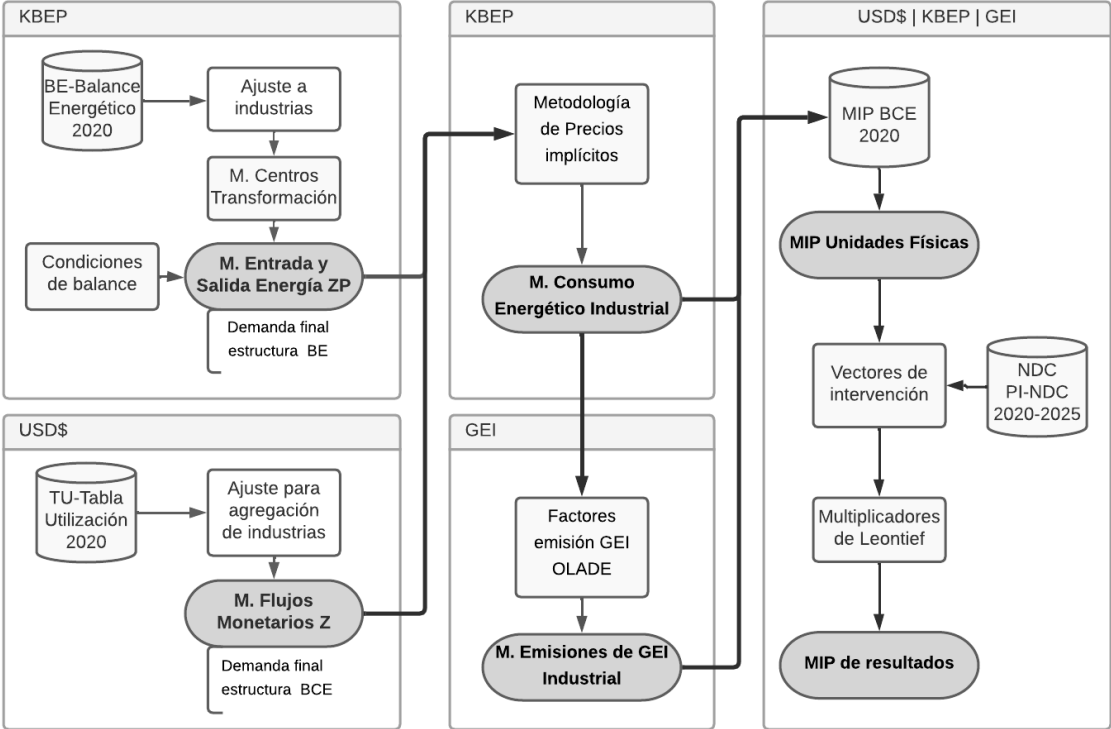 KBEP
BE-Balance
Energético
2020
Ajuste a
industrias
M. Centros
Transformación
Condiciones
de balance
M. Entrada y
Salida Energía ZP
Demanda final
estructura BE
USD$
TU-Tabla
Utilización
2020
Ajuste para
agregación
de industrias
M. Flujos
Monetarios Z
Demanda final
estructura BCE
KBEP
Metodología
de Precios
implícitos
M. Consumo
Energético Industrial
GEI
Factores
emisión GEI
OLADE
M. Emisiones de GEI
Industrial
USD$ | KBEP | GEI
MIP BCE
2020
MIP Unidades Físicas
Vectores de
intervención
NDC
PI-NDC
2020-2025
Multiplicadores
de Leontief
MIP de resultados